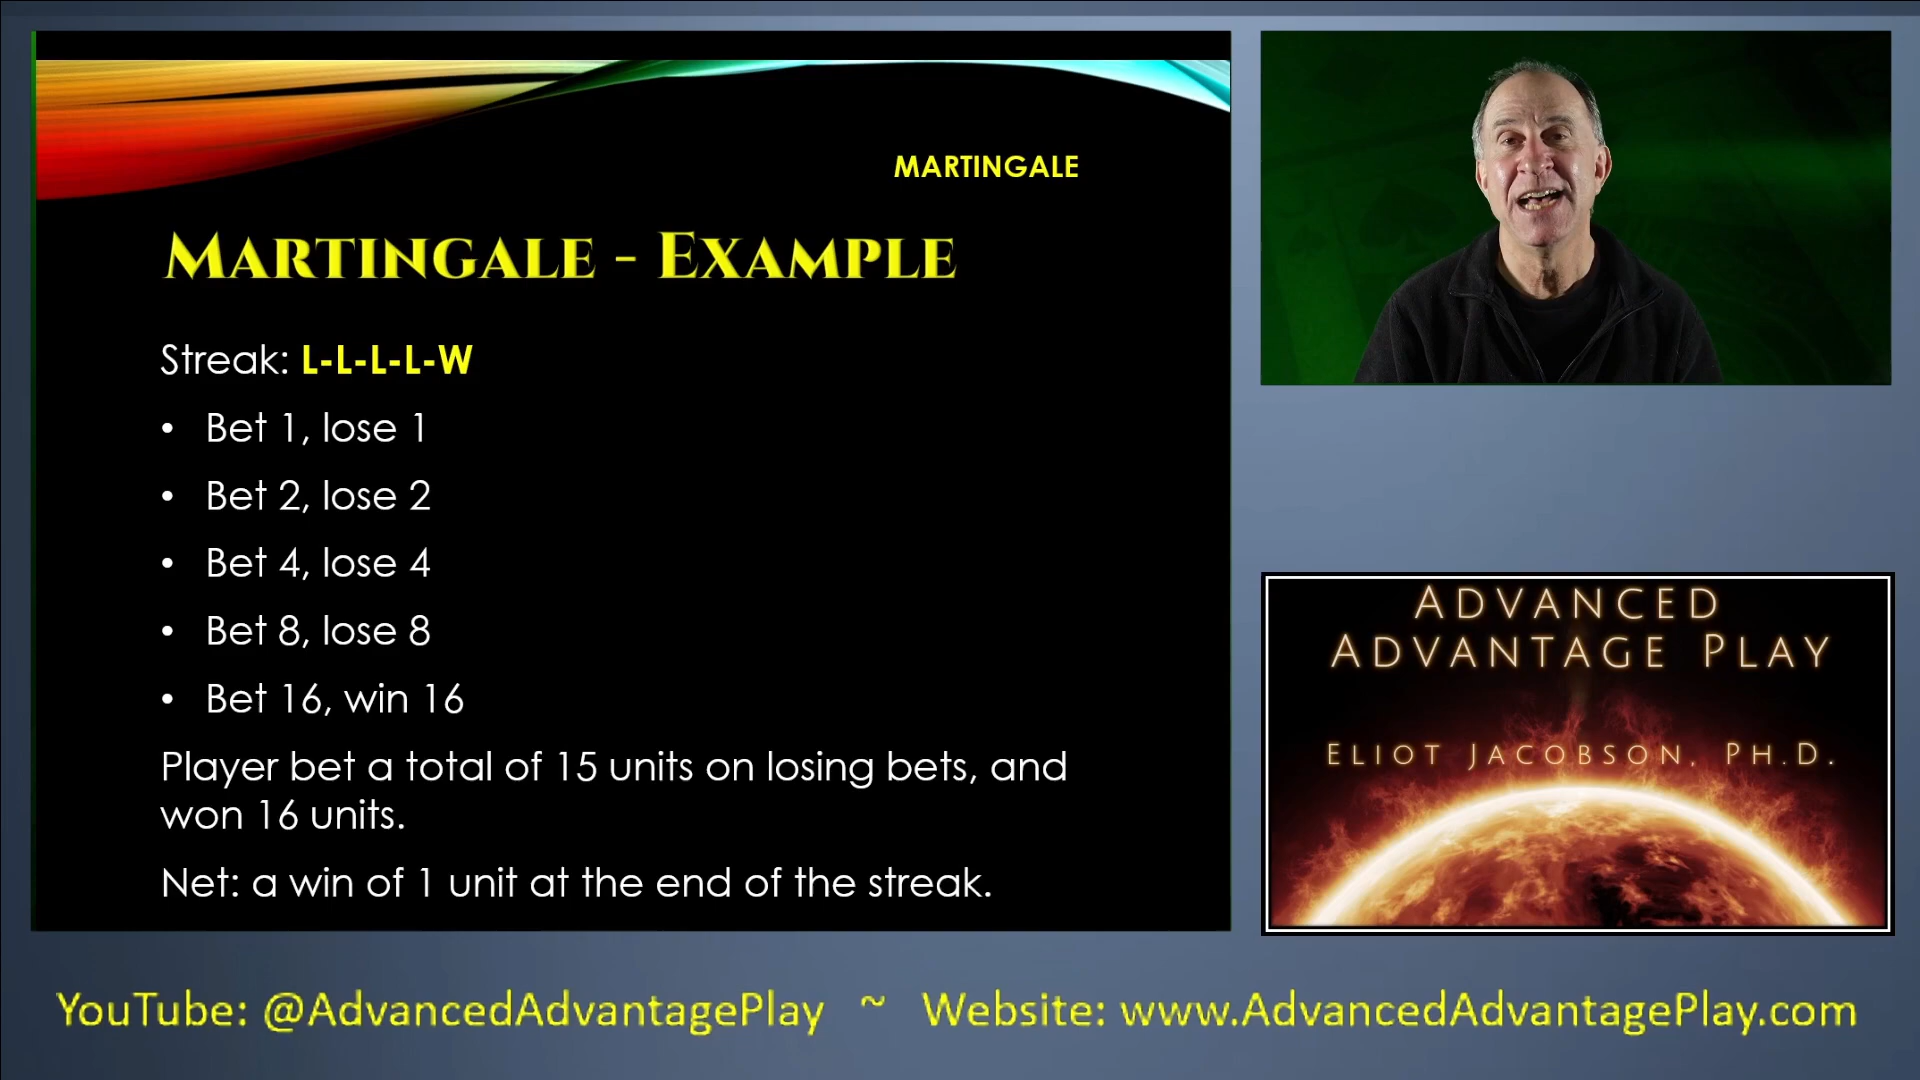 MARTINGALE
MARTINGALE - EXAMPLE
Streak: L-L-L-L-W
• Bet 1, lose 1
• Bet 2, lose 2
• Bet 4, lose 4
• Bet 8, lose 8
• Bet 16, win 16
Player bet a total of 15 units on losing bets, and
won 16 units.
Net: a win of 1 unit at the end of the streak.
ADVANCED
ADVANTAGE PLAY
ELIOT JACOBSON, PH.D.
YouTube: @AdvancedAdvantagePlay ~ Website: www.AdvancedAdvantagePlay.com